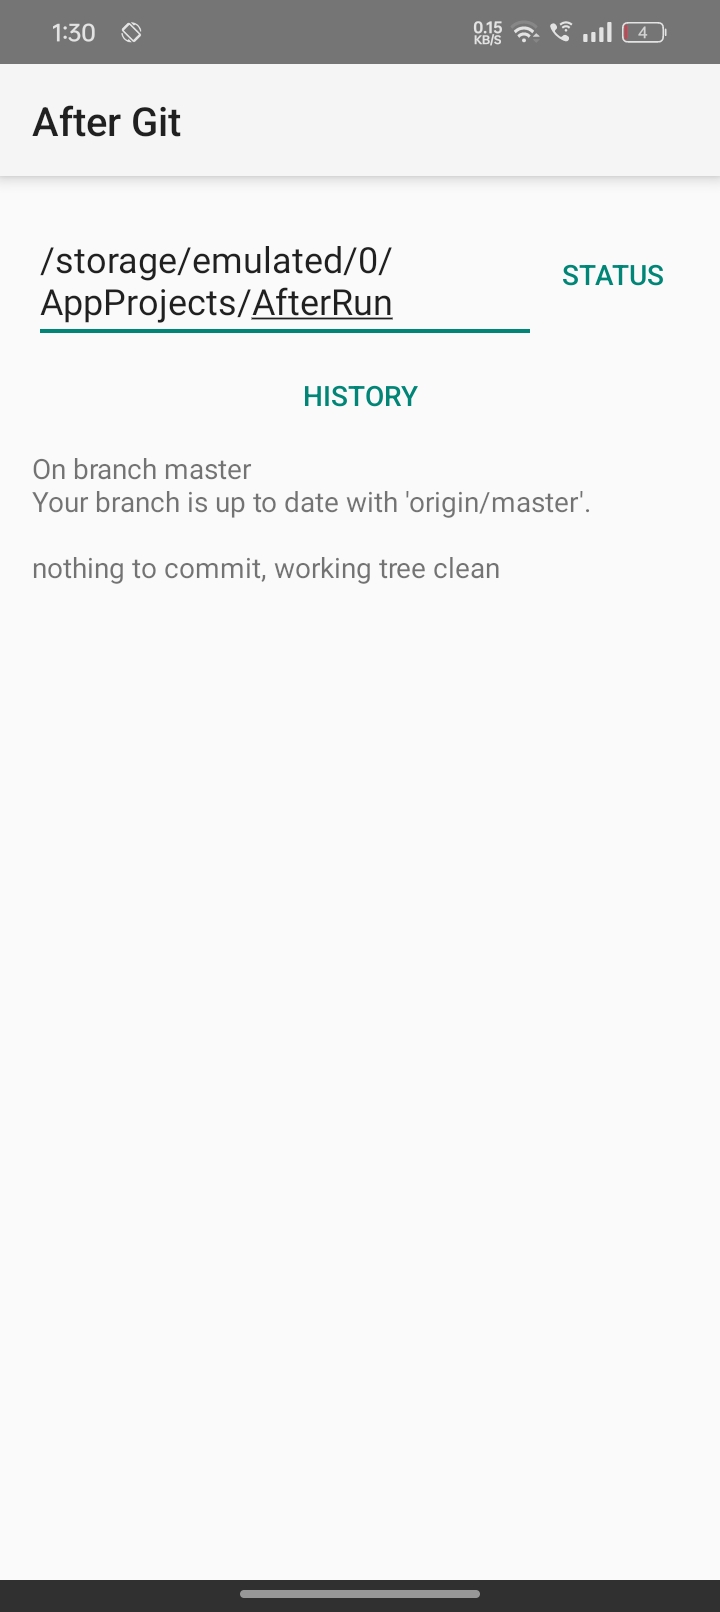 1:30
0.15
KB/S
4
After Git
/storage/emulated/0/
AppProjects/AfterRun
STATUS
HISTORY
On branch master
Your branch is up to date with 'origin/master'.
nothing to commit, working tree clean